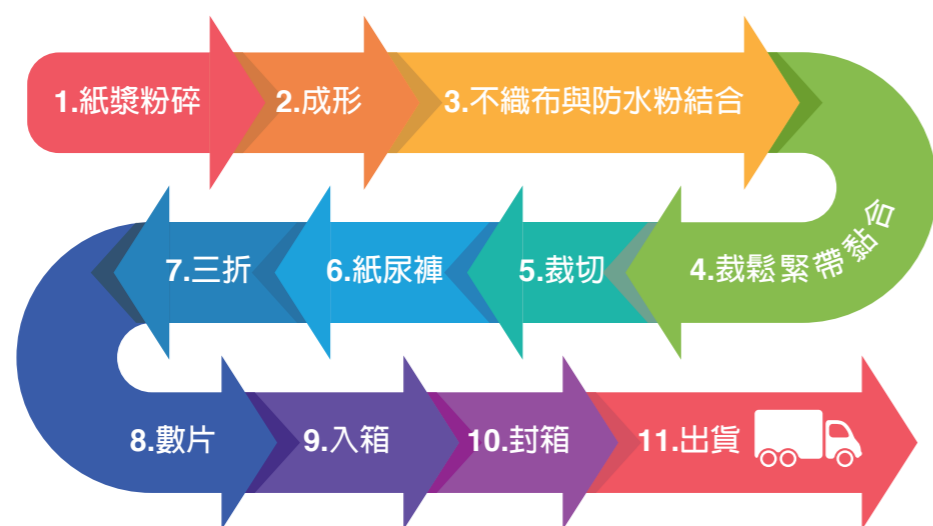 1.紙漿粉碎
2.成形
3.不織布與防水粉結合
4.裁鬆緊帶黏合
5.裁切
6.紙尿褲
7.三折
8.數片
9.入箱
10.封箱
11.出貨